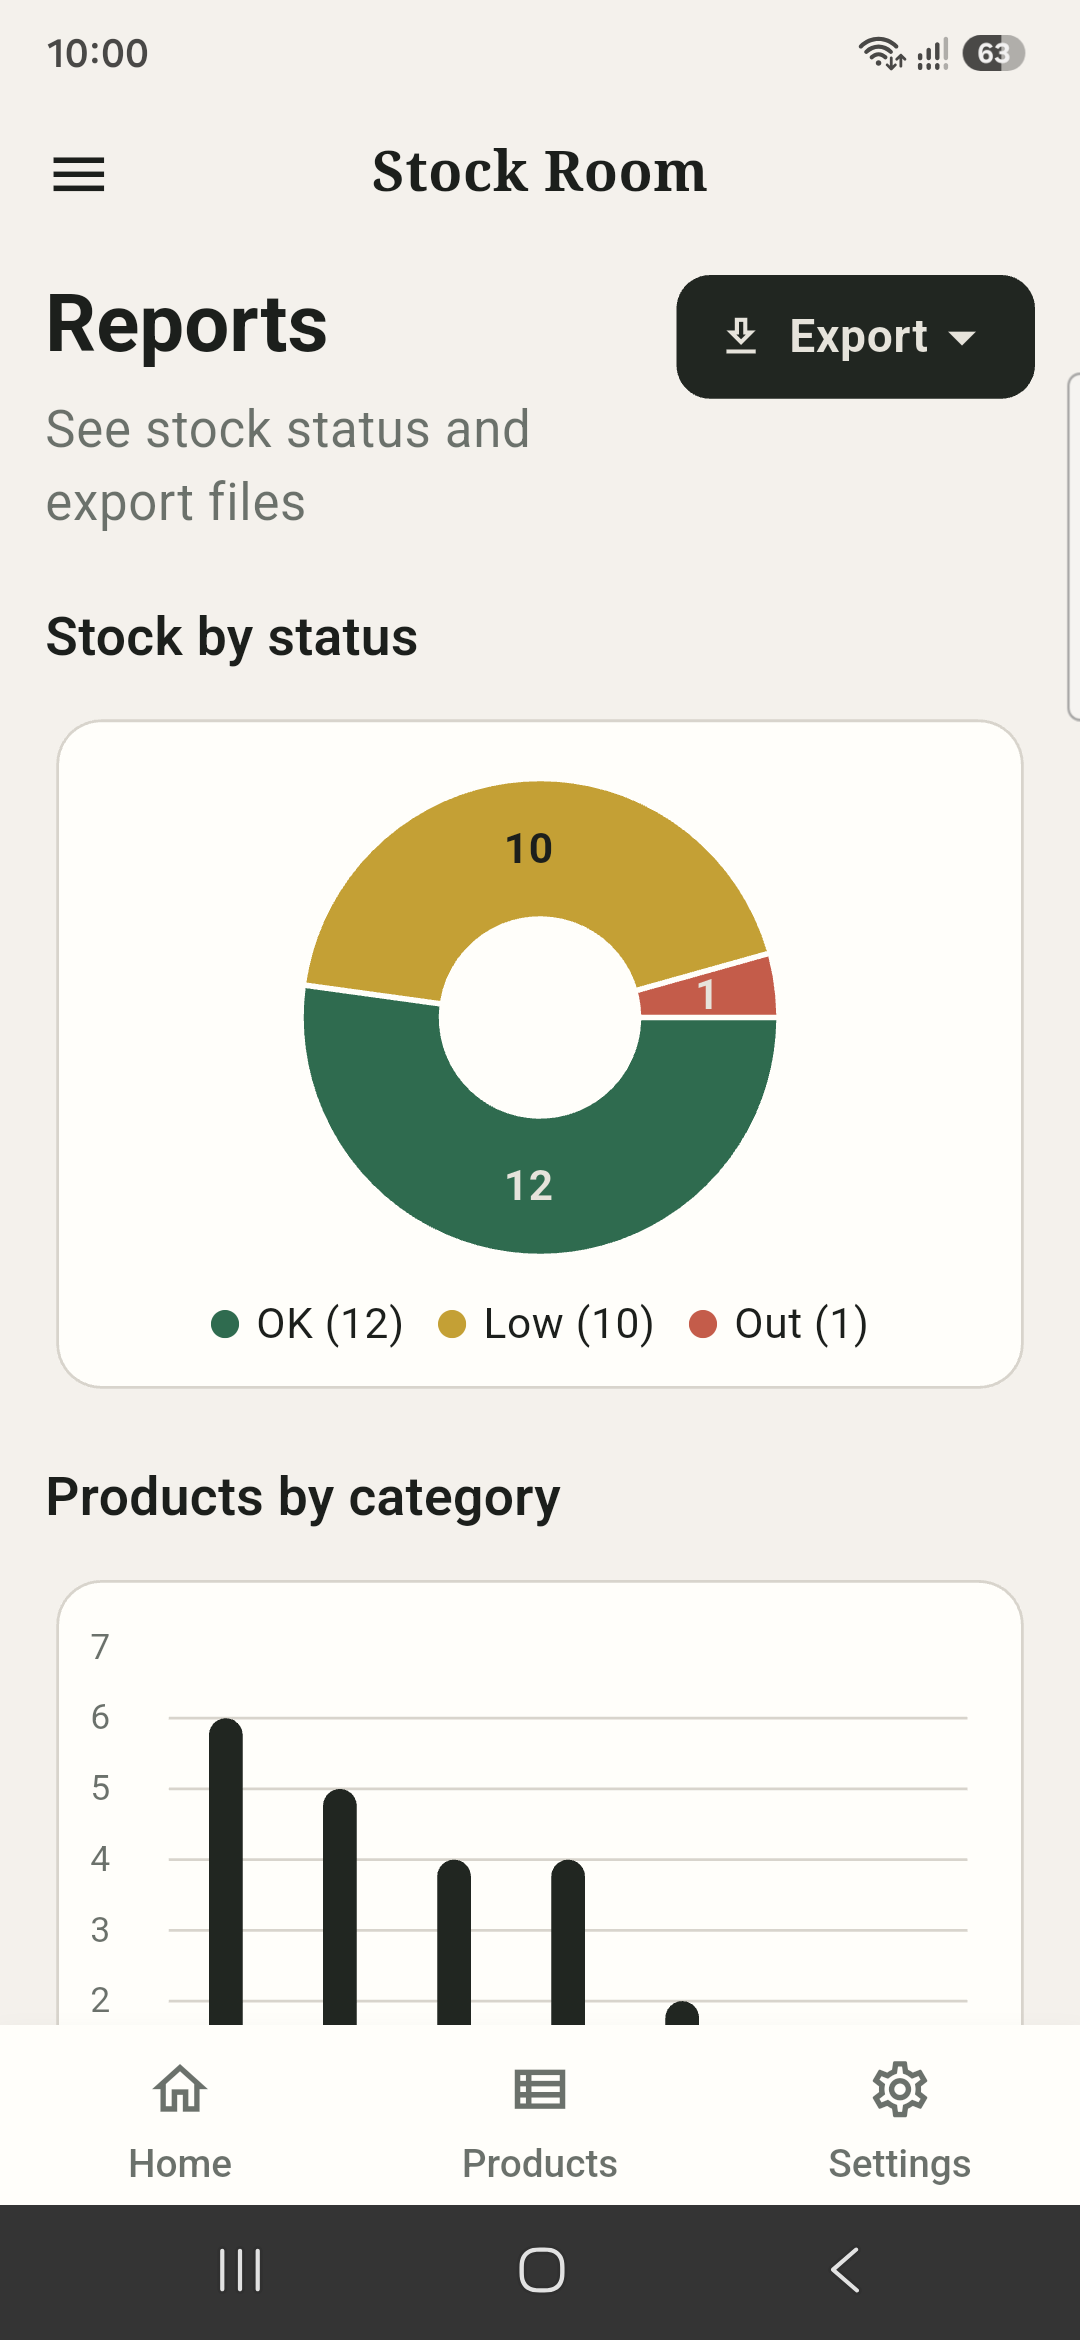 10:00
63
Stock Room
Reports
Export
See stock status and
export files
Stock by status
10
1
12
OK (12)
Low (10)
Out (1)
Products by category
7
6
5
4
3
2
Home
Products
Settings